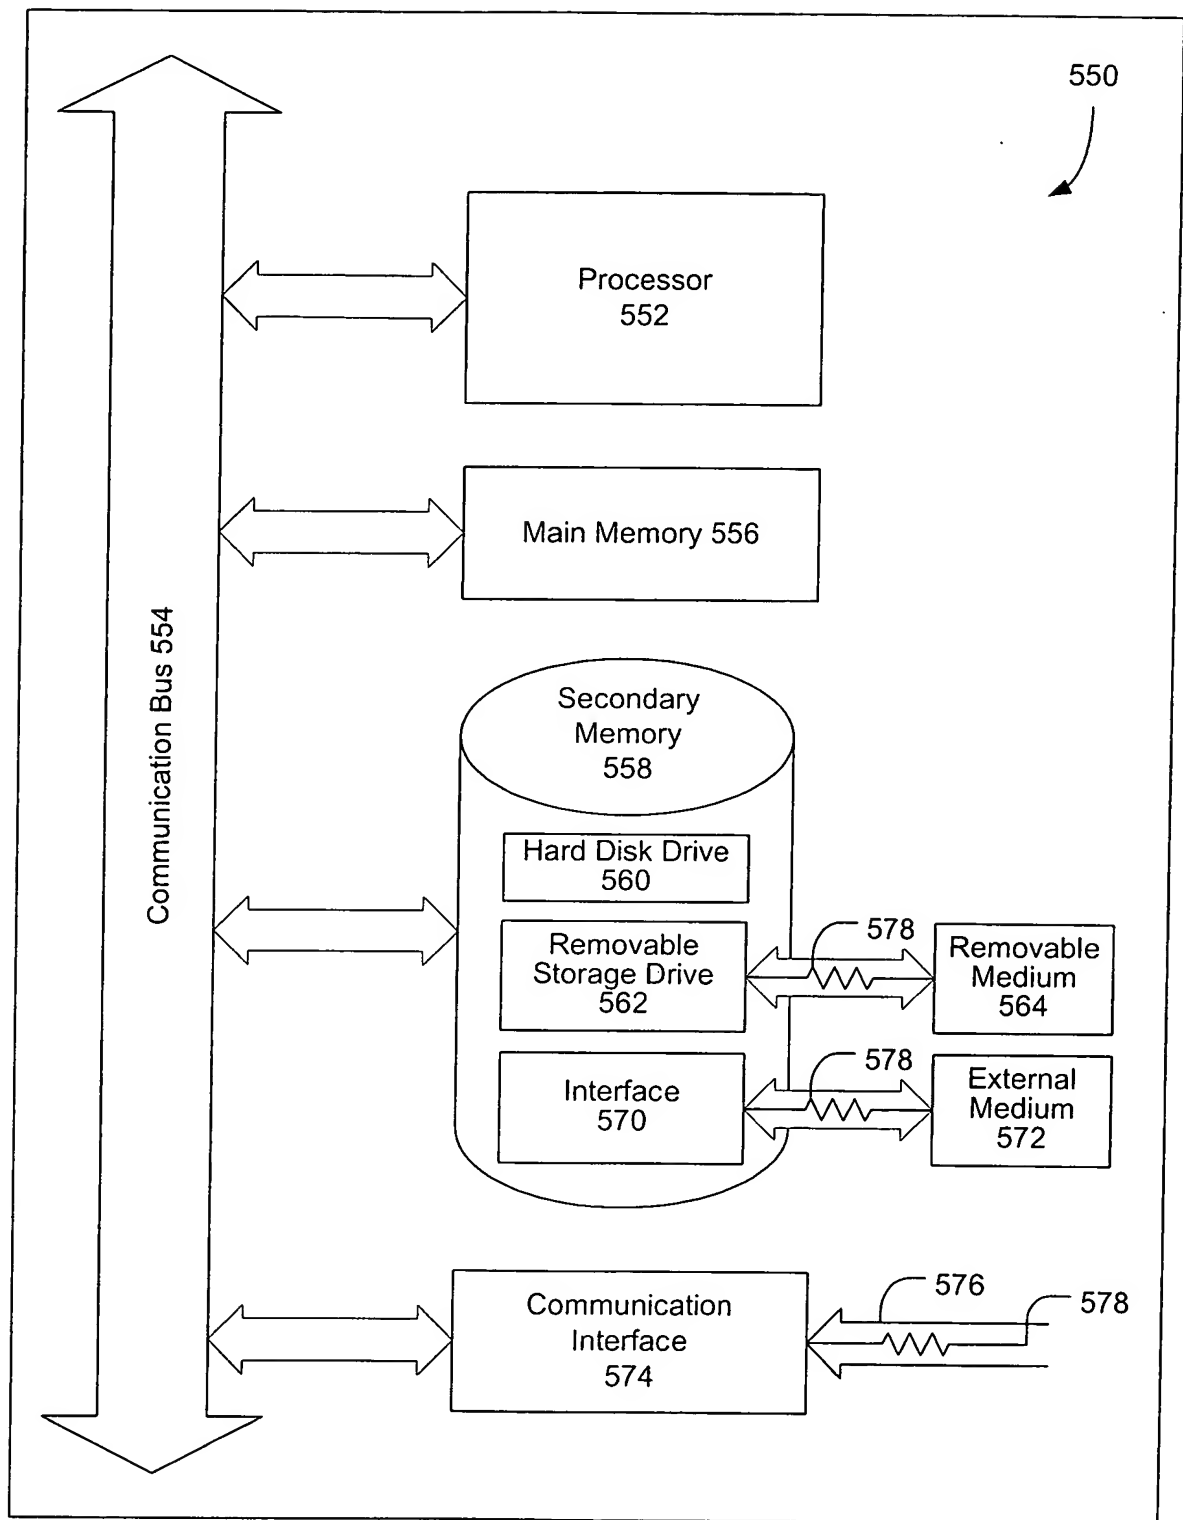 550
Processor
552
Main Memory 556
Communication Bus 554
Secondary
Memory
558
Hard Disk Drive
560
Removable
Storage Drive
562
578
Removable
Medium
564
Interface
570
578
External
Medium
572
Communication
Interface
574
576
578